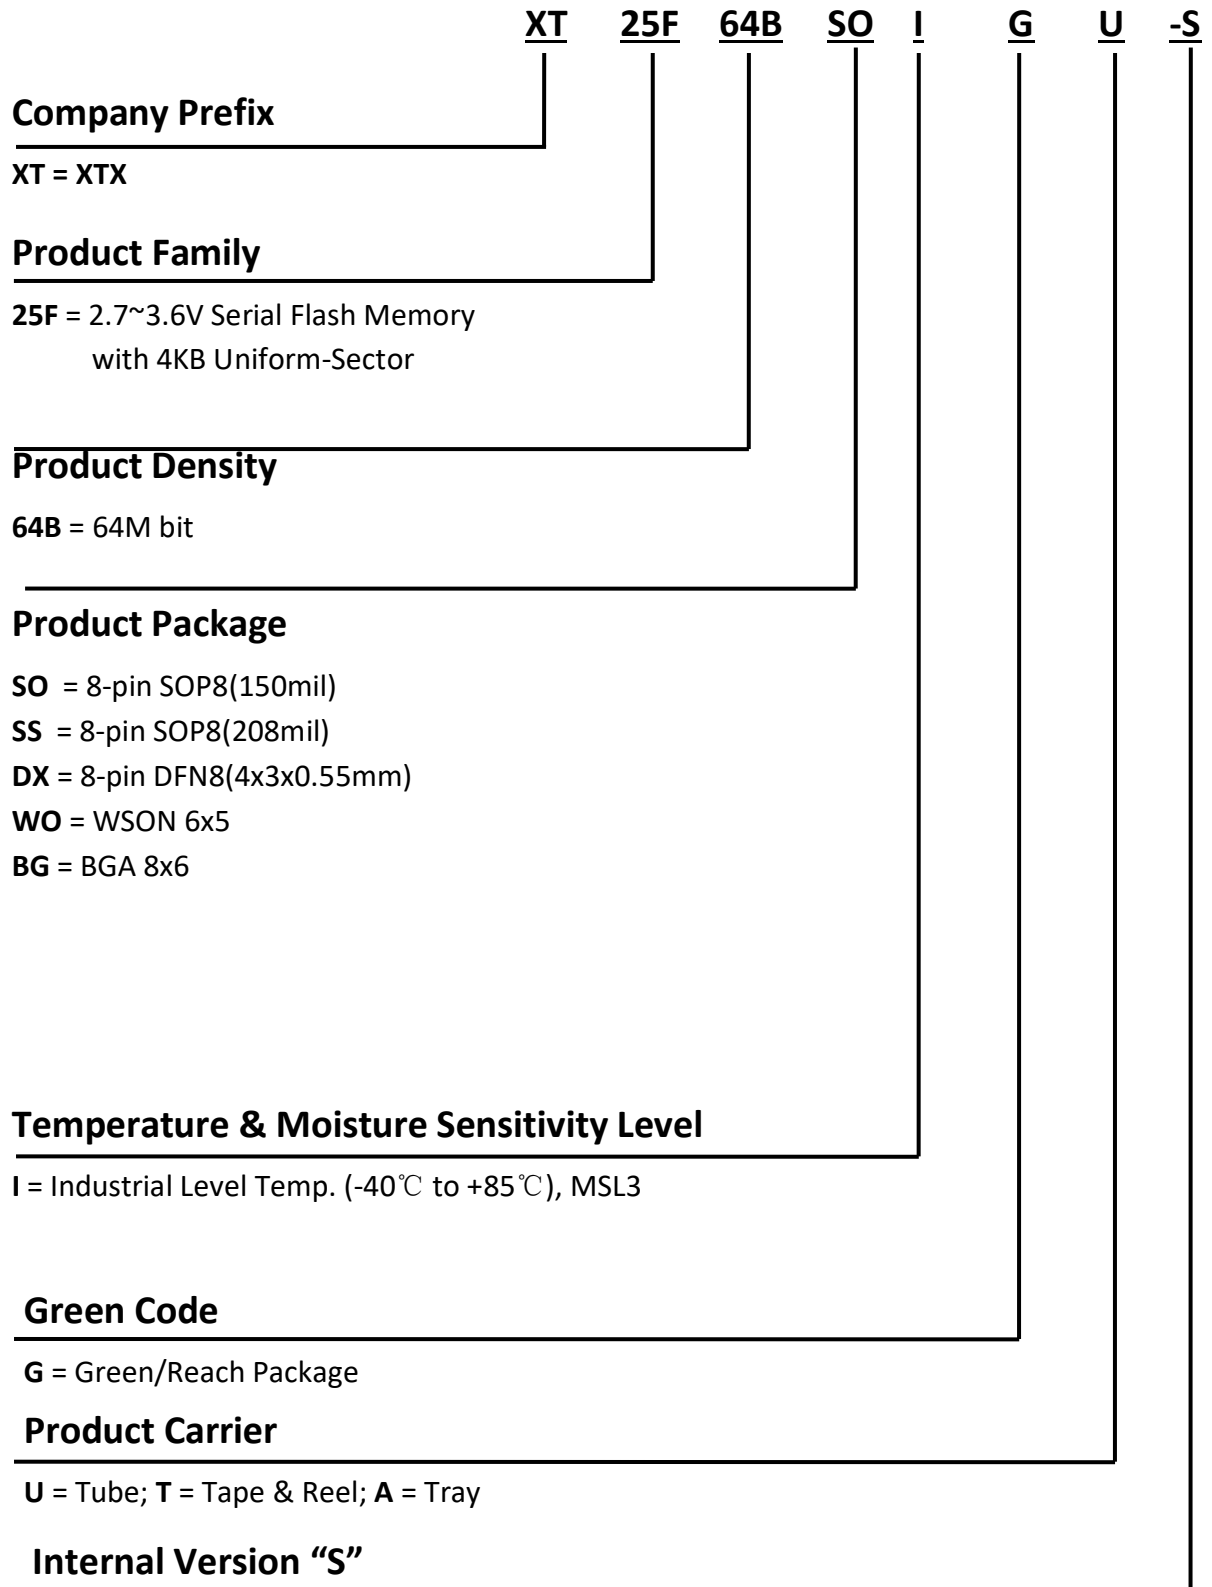 XT 25F 64B SO I G U -S
Company Prefix
XT = XTX
Product Family
25F = 2.7~3.6V Serial Flash Memory
with 4KB Uniform-Sector
Product Density
64B = 64M bit
Product Package
SO = 8-pin SOP8(150mil)
SS = 8-pin SOP8(208mil)
DX = 8-pin DFN8(4x3x0.55mm)
WO = WSON 6x5
BG = BGA 8x6
Temperature & Moisture Sensitivity Level
I = Industrial Level Temp. (-40℃ to +85℃), MSL3
Green Code
G = Green/Reach Package
Product Carrier
U = Tube; T = Tape & Reel; A = Tray
Internal Version “S”